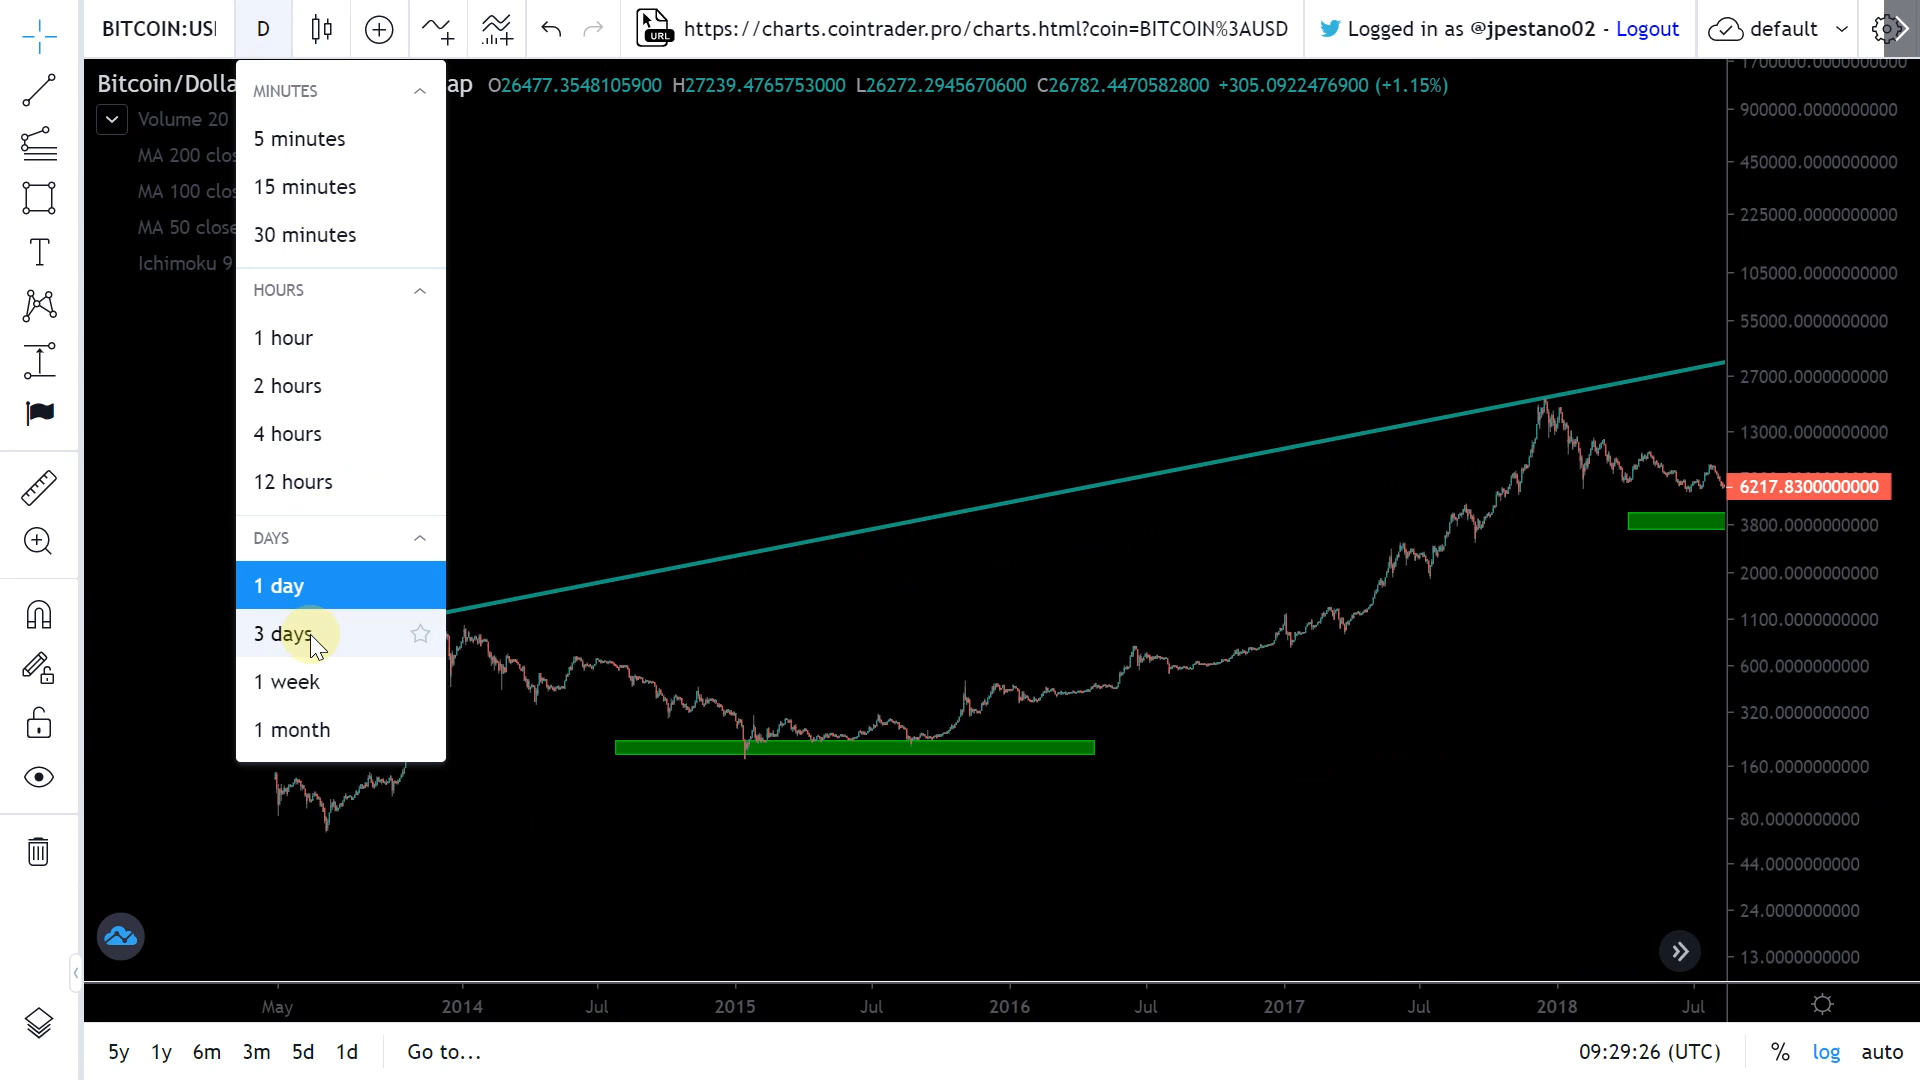 BITCOIN:US
D
URL
https://charts.cointrader.pro/charts.html?coin=BITCOIN%3AUSD
Logged in as @jpestano02 - Logout
default
Bitcoin/Dolla
ap O26477.3548105900 H27239.4765753000 L26272.2945670600 C26782.4470582800 +305.0922476900 (+1.15%)
Volume 20
MA 200 clos
MA 100 clos
MA 50 close
Ichimoku 9
MINUTES
5 minutes
15 minutes
30 minutes
HOURS
1 hour
2 hours
4 hours
12 hours
DAYS
1 day
3 days
1 week
1 month
1700000.0000000000
900000.0000000000
450000.0000000000
225000.0000000000
105000.0000000000
55000.0000000000
27000.0000000000
13000.0000000000
6217.8300000000
3800.0000000000
2000.0000000000
1100.0000000000
600.0000000000
320.0000000000
160.0000000000
80.0000000000
44.0000000000
24.0000000000
13.0000000000
May 2014 Jul 2015 Jul 2016 Jul 2017 Jul 2018 Jul
5y 1y 6m 3m 5d 1d Go to...
09:29:26 (UTC) % log auto